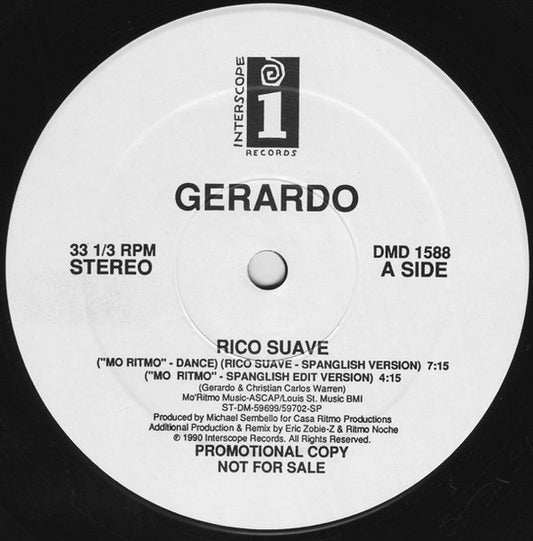 INTERSCOPE
1
RECORDS
GERARDO
33 1/3 RPM
STEREO
DMD 1588
A SIDE
RICO SUAVE
("MO RITMO" - DANCE) (RICO SUAVE - SPANGLISH VERSION) 7:15
("MO RITMO" - SPANGLISH EDIT VERSION) 4:15
(Gerardo & Christian Carlos Warren)
Mo'Ritmo Music-ASCAP/Louis St. Music BMI
ST-DM-59699/59702-SP
Produced by Michael Sembello for Casa Ritmo Productions
Additional Production & Remix by Eric Zobie-Z & Ritmo Noche
℗ 1990 Interscope Records. All Rights Reserved.
PROMOTIONAL COPY
NOT FOR SALE